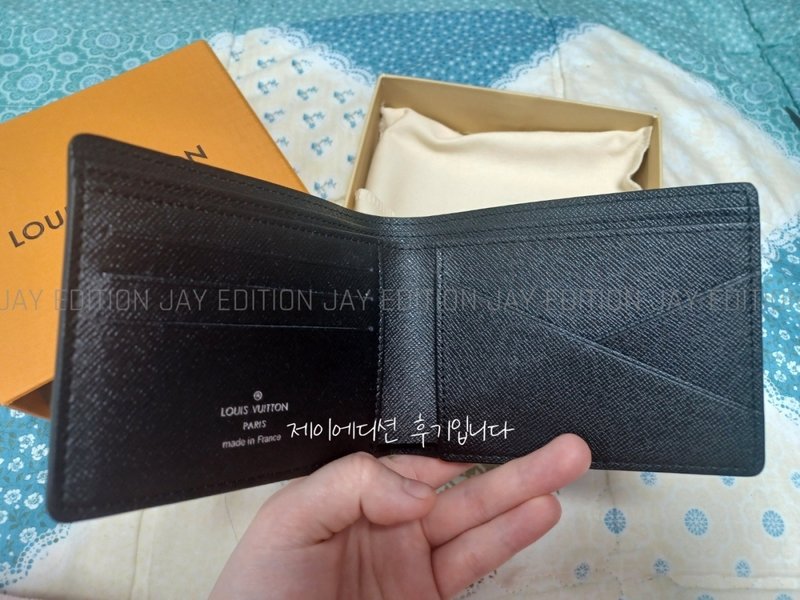 LOUIS VUITTON
JAY EDITION JAY EDITION JAY EDITION JAY EDITION JAY EDITION
LOUIS VUITTON
PARIS
made in France
제이에디션 후기입니다